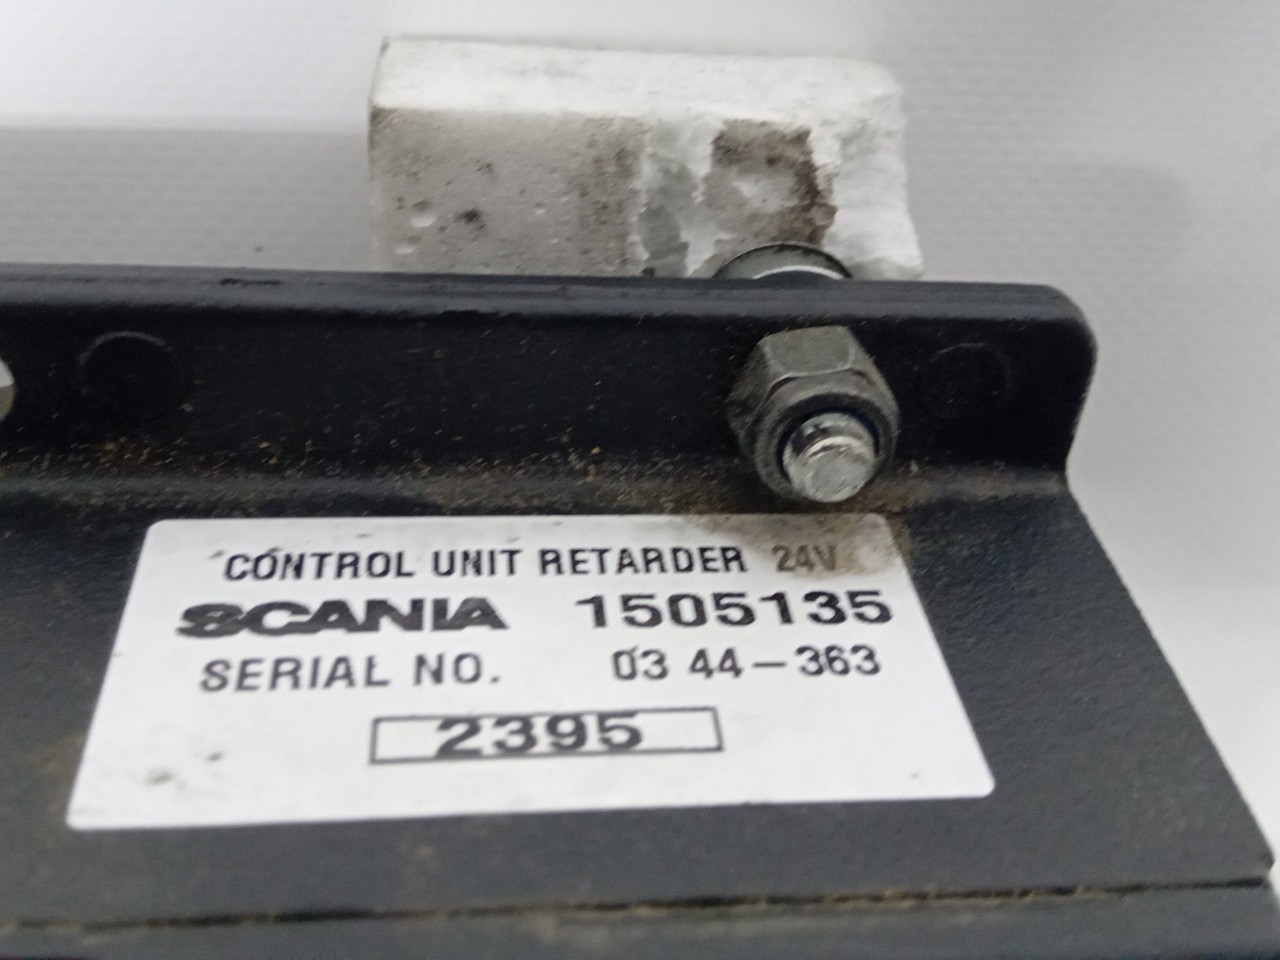 CONTROL UNIT RETARDER 24V
SCANIA 1505135
SERIAL NO. 03 44-363
2395